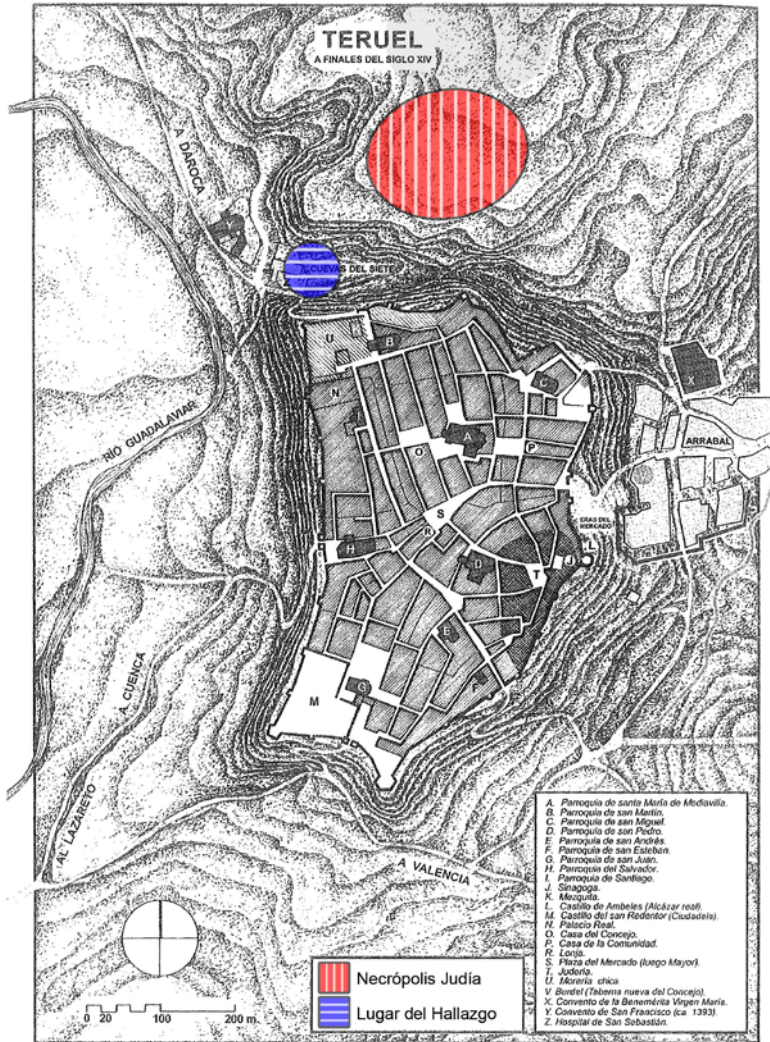 TERUEL
A FINALES DEL SIGLO XIV
A DAROCA
Y
CUEVAS DEL SIETE
U
B
N
C
X
RÍO GUADALAVIAR
A
O
P
ARRABAL
S
ERAS DEL
MERCADO
R
L
H
D
J
T
E
A CUENCA
G
F
M
AL LAZARETO
A VALENCIA
A. Parroquia de santa María de Mediavilla.
B. Parroquia de san Martín.
C. Parroquia de san Miguel.
D. Parroquia de san Pedro.
E. Parroquia de san Andrés.
F. Parroquia de san Esteban.
G. Parroquia de san Juan.
H. Parroquia del Salvador.
I. Parroquia de Santiago.
J. Sinagoga.
K. Mezquita.
L. Castillo de Ambeles (Alcázar real).
M. Castillo del san Redentor (Ciudadela).
N. Palacio Real.
O. Casa del Concejo.
P. Casa de la Comunidad.
R. Lonja.
S. Plaza del Mercado (luego Mayor).
T. Judería.
U. Morería chica.
V. Burdel (Taberna nueva del Concejo).
X. Convento de la Benemérita Virgen María.
Y. Convento de San Francisco (ca. 1393).
Z. Hospital de San Sebastián.
Necrópolis Judía
Lugar del Hallazgo
0 20 100 200 m.